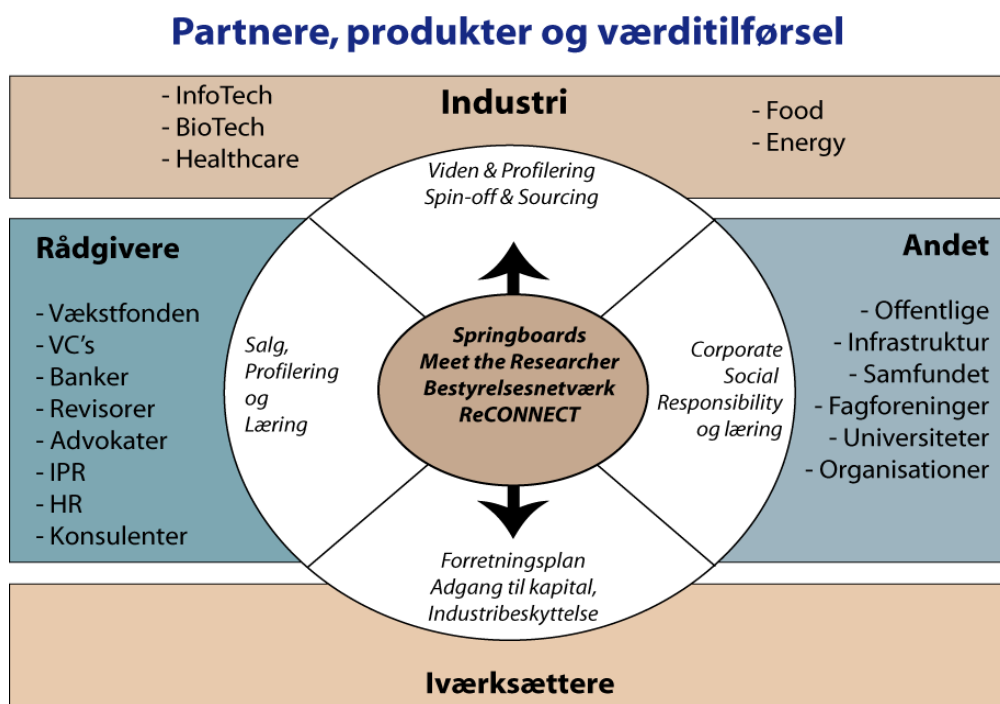 Partnere, produkter og værditilførsel
Industri
- InfoTech
- BioTech
- Healthcare
- Food
- Energy
Viden & Profilering
Spin-off & Sourcing
Rådgivere
- Vækstfonden
- VC's
- Banker
- Revisorer
- Advokater
- IPR
- HR
- Konsulenter
Salg,
Profilering
og
Læring
Springboards
Meet the Researcher
Bestyrelsesnetværk
ReCONNECT
Corporate
Social
Responsibility
og læring
Andet
- Offentlige
- Infrastruktur
- Samfundet
- Fagforeninger
- Universiteter
- Organisationer
Forretningsplan
Adgang til kapital,
Industribeskyttelse
Iværksættere